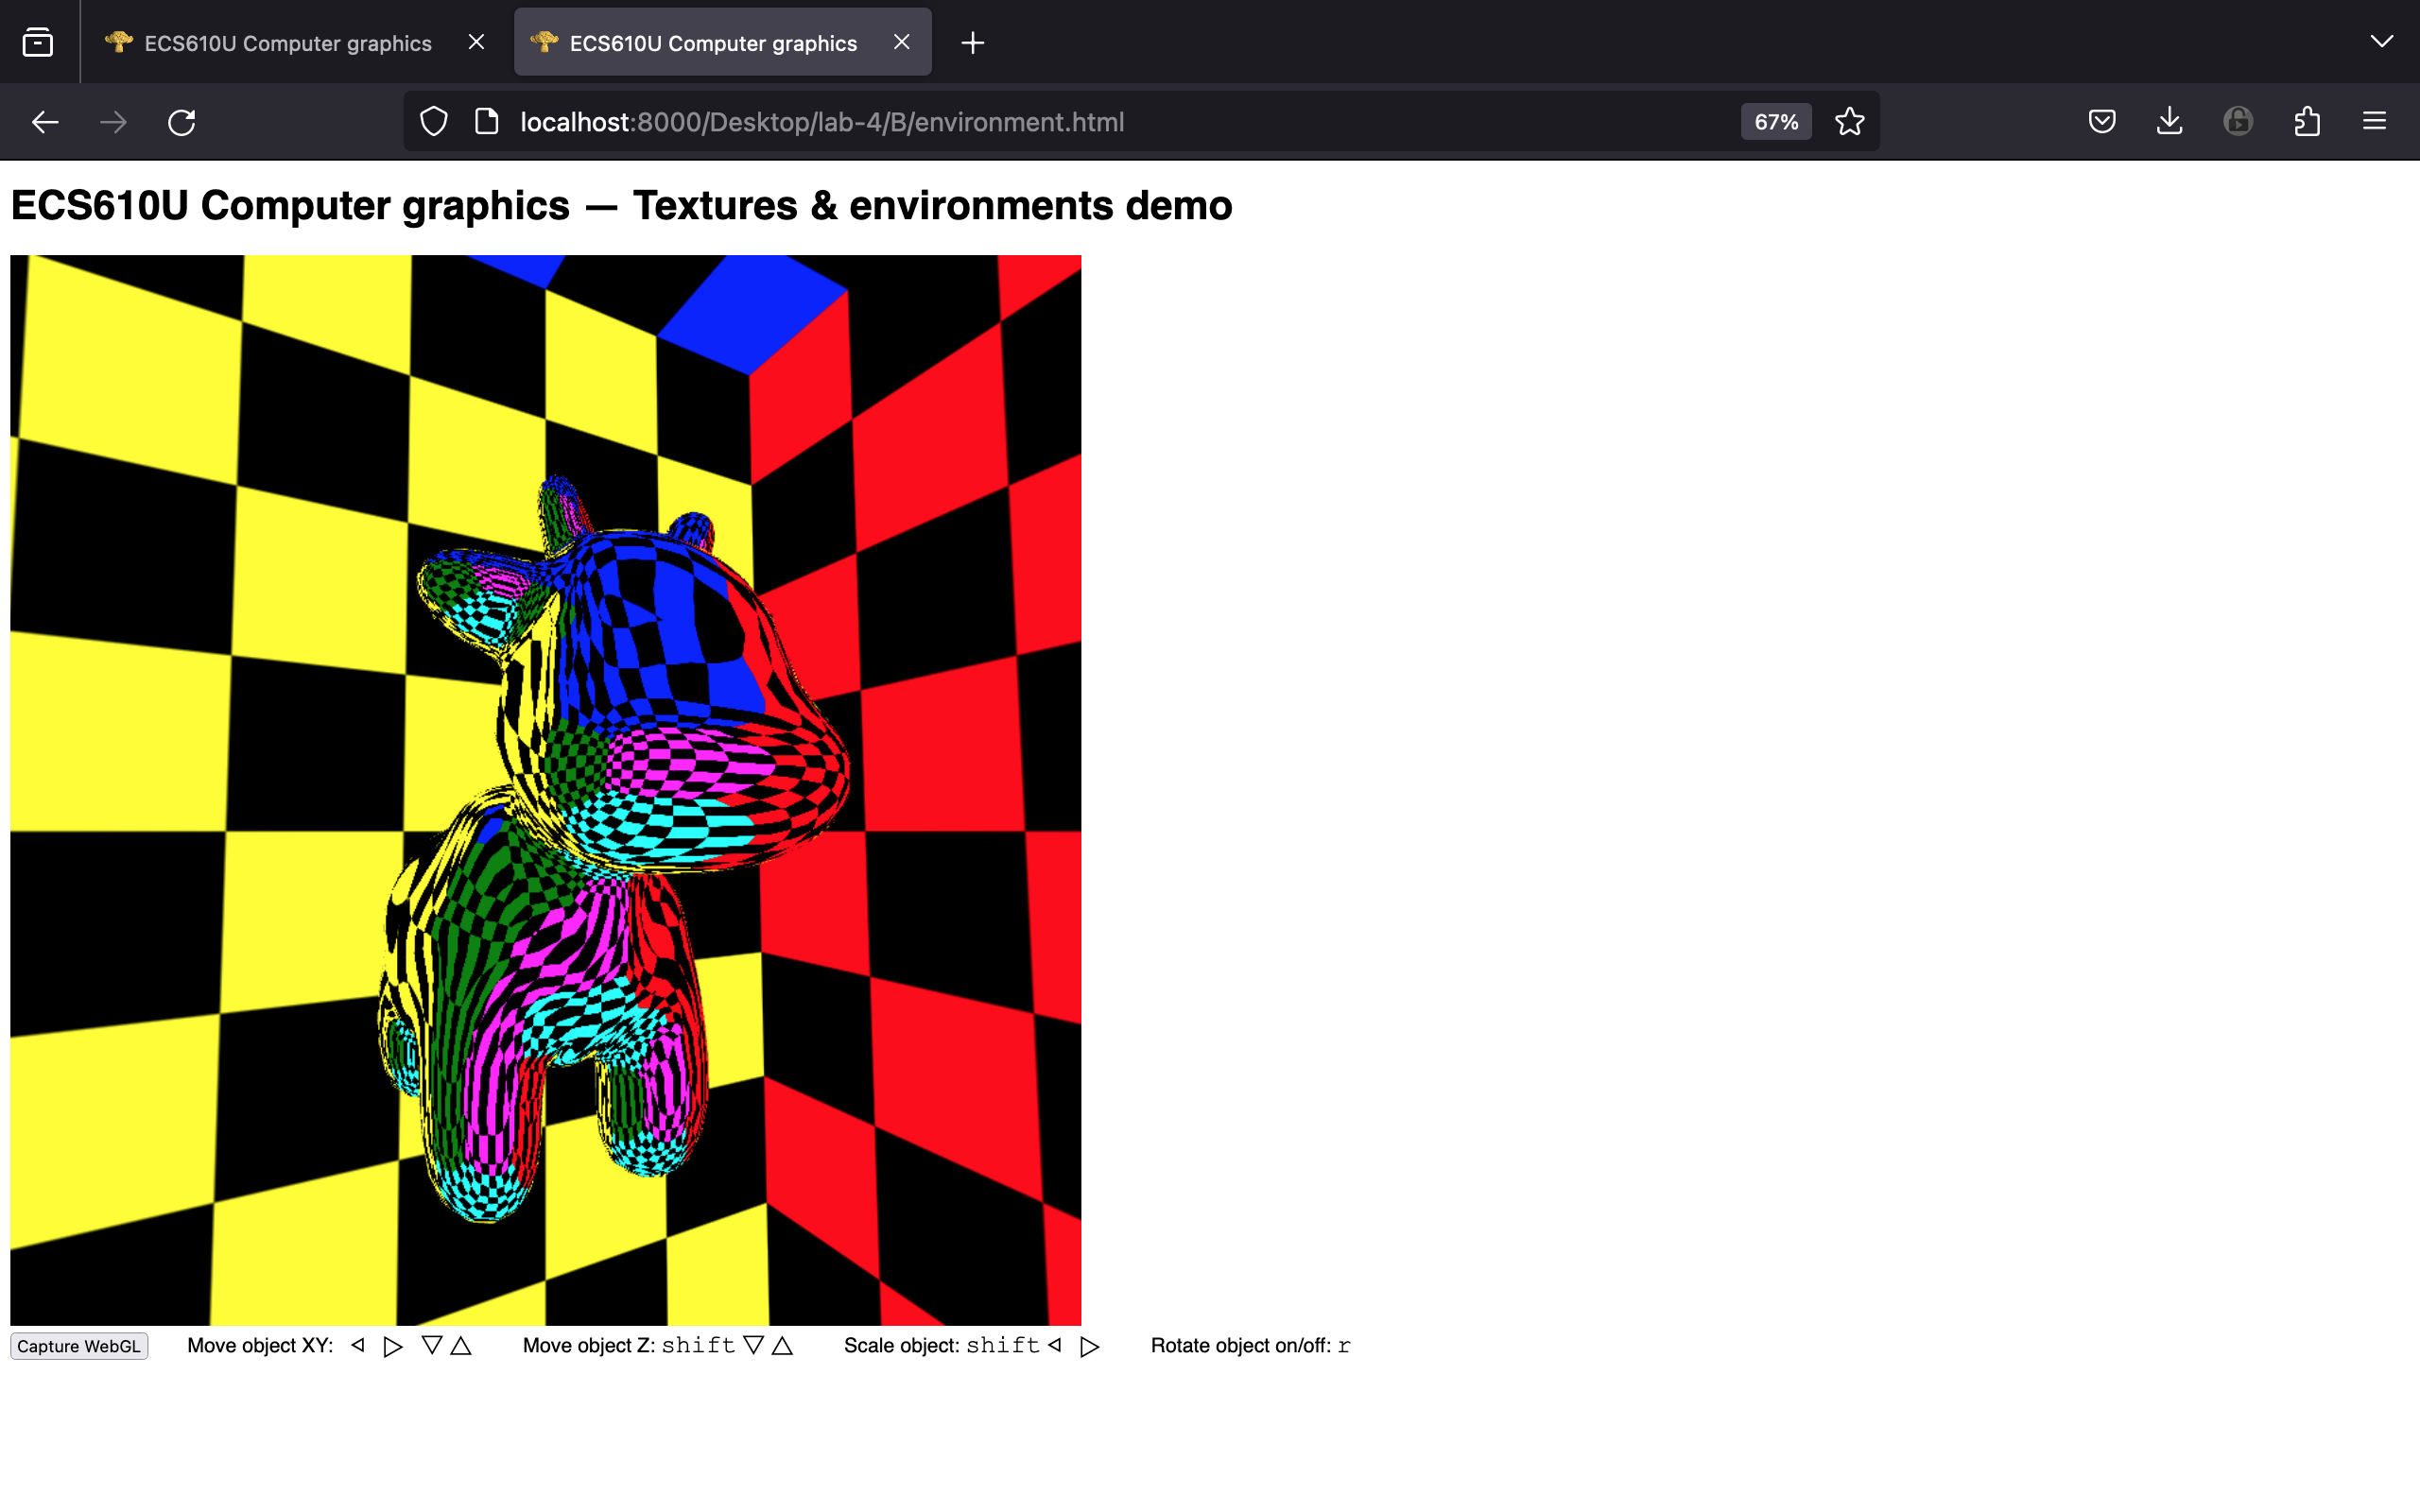 ECS610U Computer graphics ECS610U Computer graphics
localhost:8000/Desktop/lab-4/B/environment.html 67%
ECS610U Computer graphics — Textures & environments demo
Capture WebGL Move object XY: ◁ ▷ ▽ △ Move object Z: shift ▽ △ Scale object: shift ◁ ▷ Rotate object on/off: r